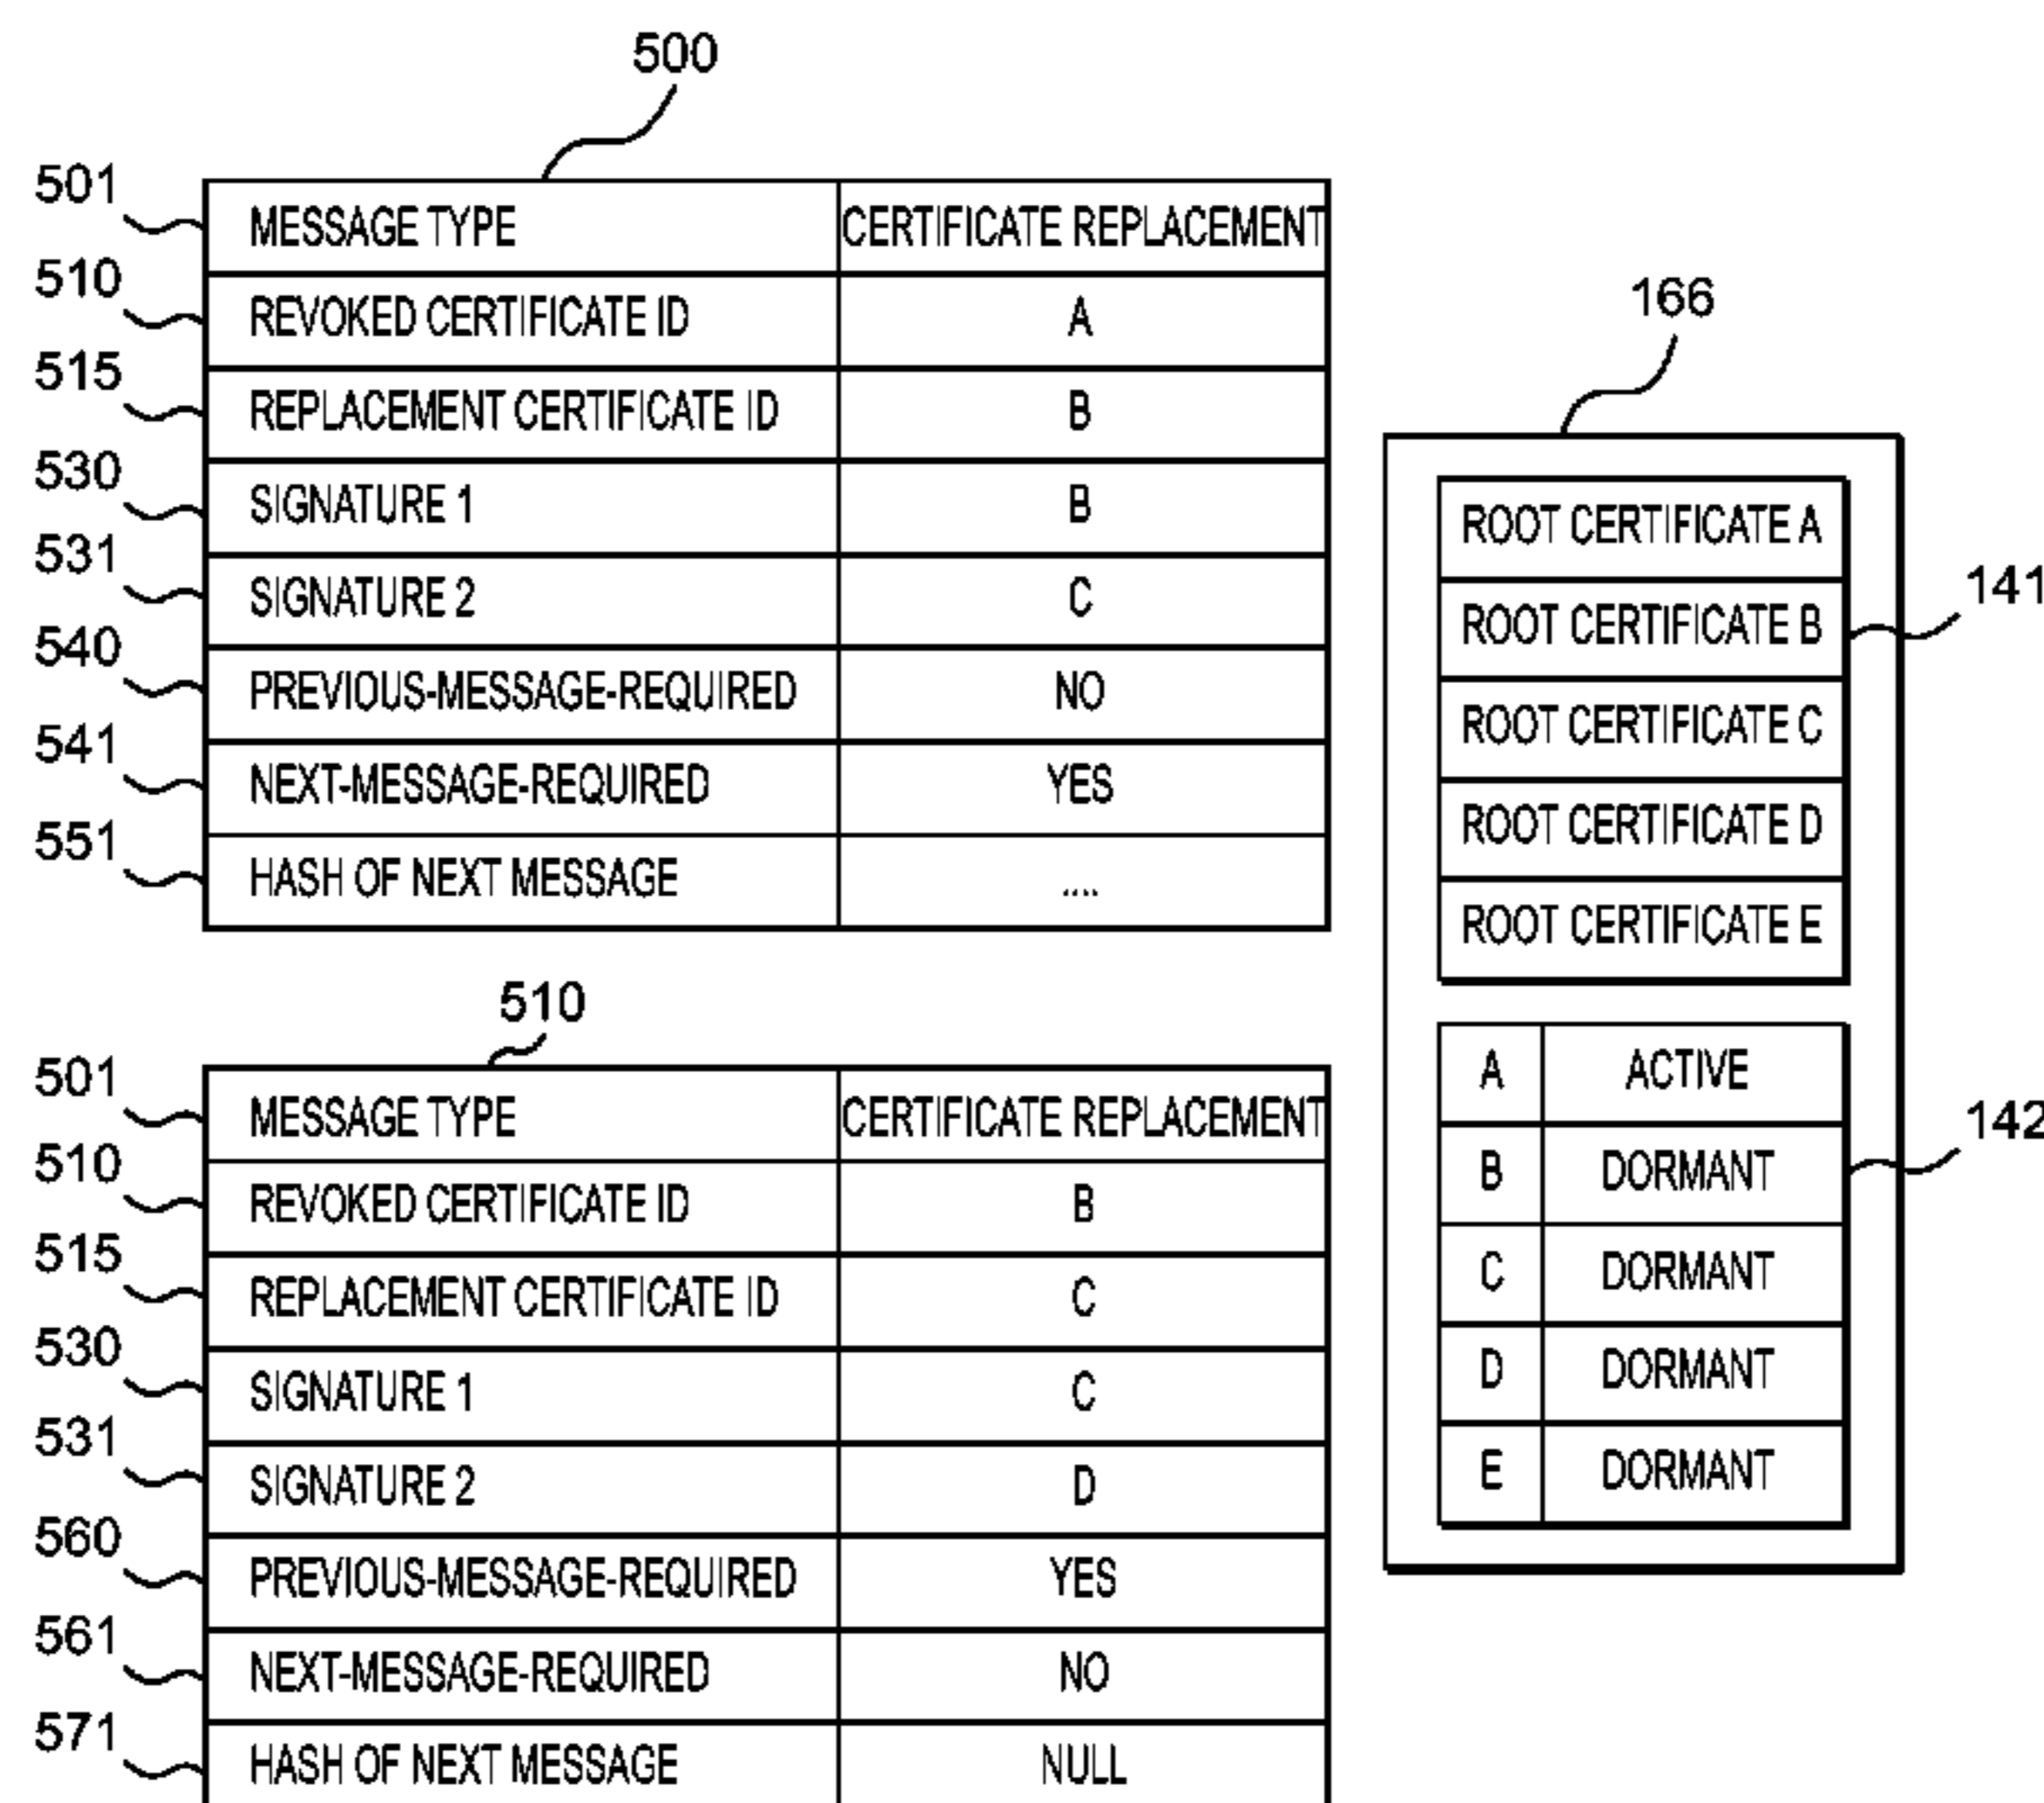 500
501 MESSAGE TYPE CERTIFICATE REPLACEMENT
510 REVOKED CERTIFICATE ID A
515 REPLACEMENT CERTIFICATE ID B
530 SIGNATURE 1 B
531 SIGNATURE 2 C
540 PREVIOUS-MESSAGE-REQUIRED NO
541 NEXT-MESSAGE-REQUIRED YES
551 HASH OF NEXT MESSAGE ....
510
501 MESSAGE TYPE CERTIFICATE REPLACEMENT
510 REVOKED CERTIFICATE ID B
515 REPLACEMENT CERTIFICATE ID C
530 SIGNATURE 1 C
531 SIGNATURE 2 D
560 PREVIOUS-MESSAGE-REQUIRED YES
561 NEXT-MESSAGE-REQUIRED NO
571 HASH OF NEXT MESSAGE NULL
166
ROOT CERTIFICATE A
ROOT CERTIFICATE B
141
ROOT CERTIFICATE C
ROOT CERTIFICATE D
ROOT CERTIFICATE E
A ACTIVE
B DORMANT
142
C DORMANT
D DORMANT
E DORMANT